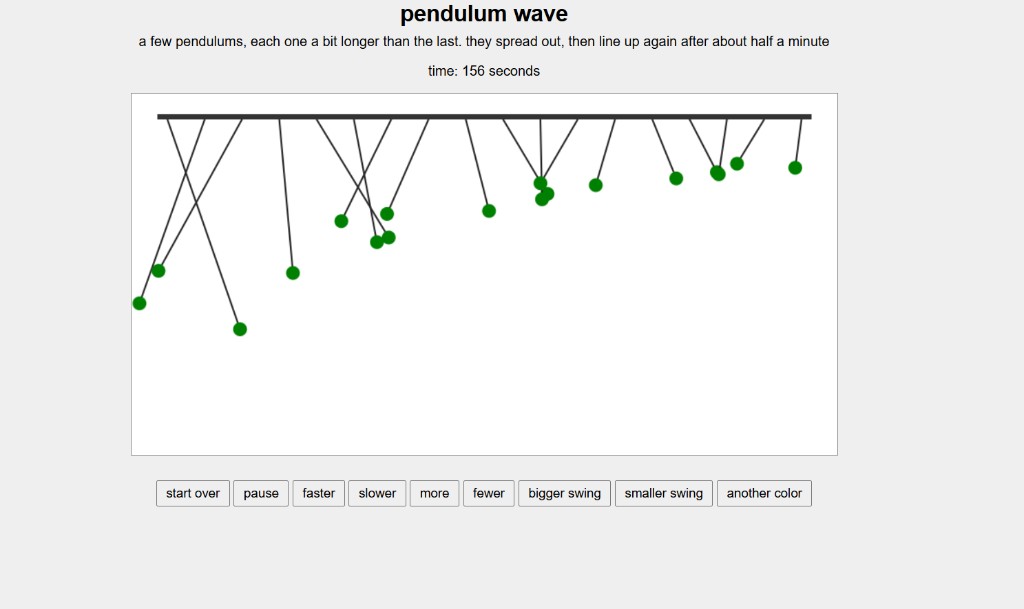 pendulum wave
a few pendulums, each one a bit longer than the last. they spread out, then line up again after about half a minute
time: 156 seconds
start over pause faster slower more fewer bigger swing smaller swing another color